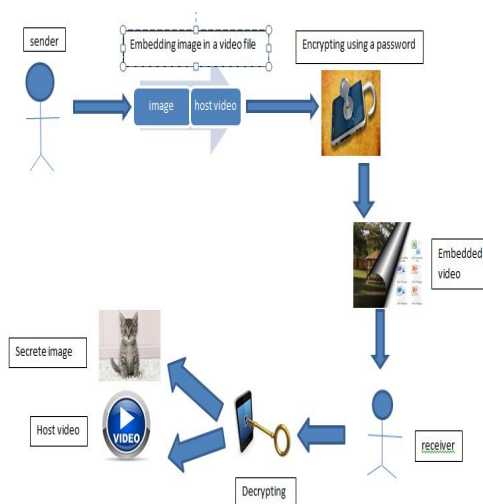 sender
Embedding image in a video file
Encrypting using a password
image
host video
Embedded
video
Secrete image
Host video
VIDEO
receiver
Decrypting